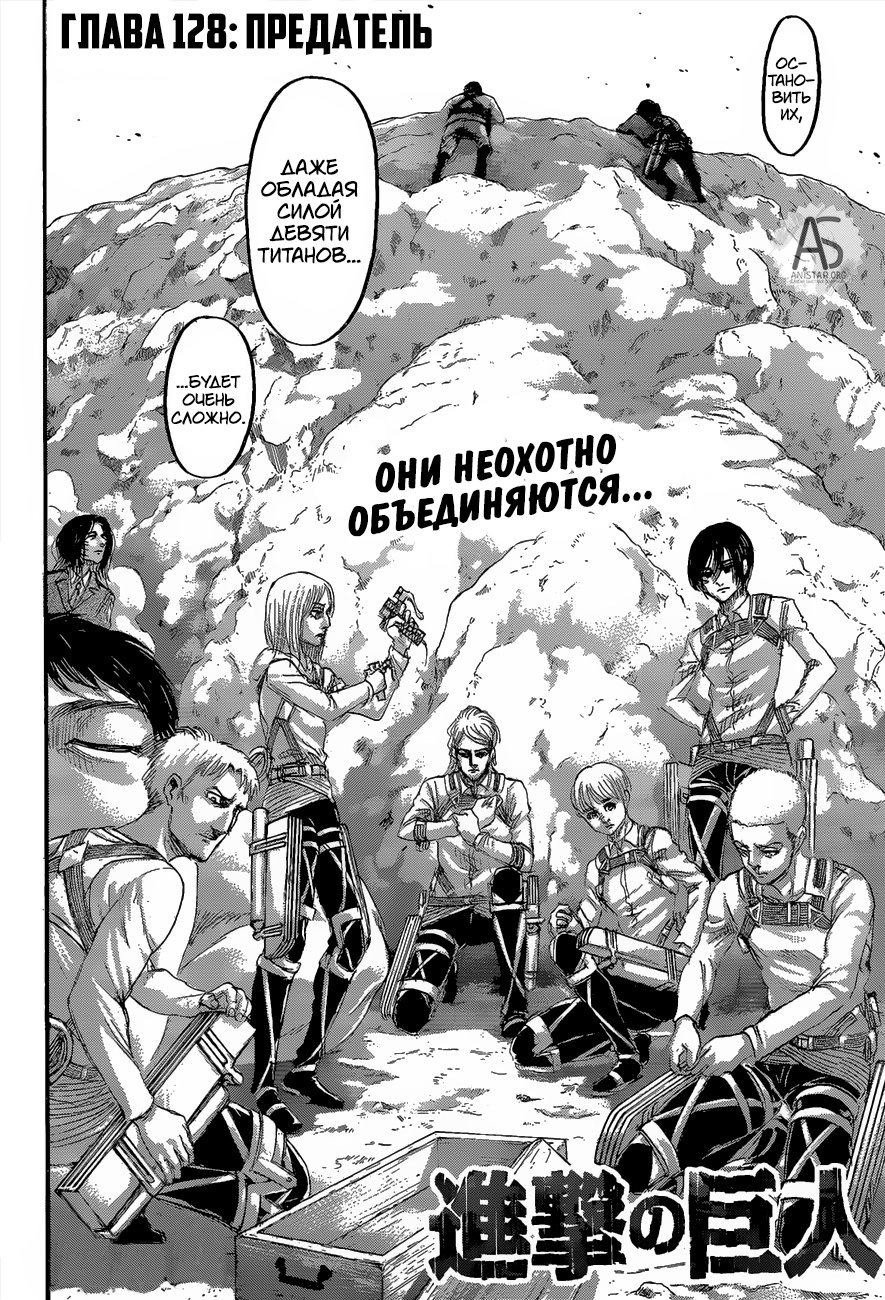 ГЛАВА 128: ПРЕДАТЕЛЬ
ОС-
ТАНО-
ВИТЬ
ИХ,
ДАЖЕ
ОБЛАДАЯ
СИЛОЙ
ДЕВЯТИ
ТИТАНОВ...
...БУДЕТ
ОЧЕНЬ
СЛОЖНО.
ОНИ НЕОХОТНО
ОБЪЕДИНЯЮТСЯ...
AS
ANISTAR.ORG
進撃の巨人